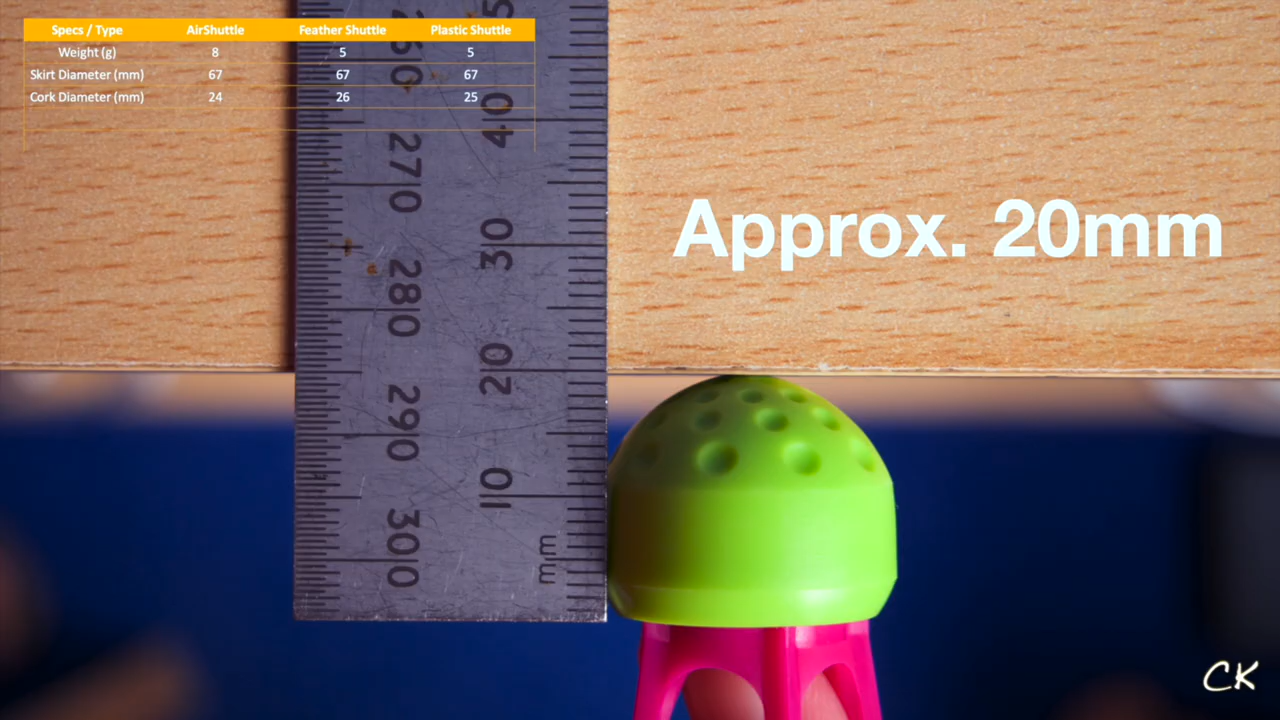 Specs / Type AirShuttle Feather Shuttle Plastic Shuttle
Weight (g) 8 5 5
Skirt Diameter (mm) 67 67 67
Cork Diameter (mm) 24 26 25
Approx. 20mm
260
270
280
290
300
40
30
20
10
mm
CK